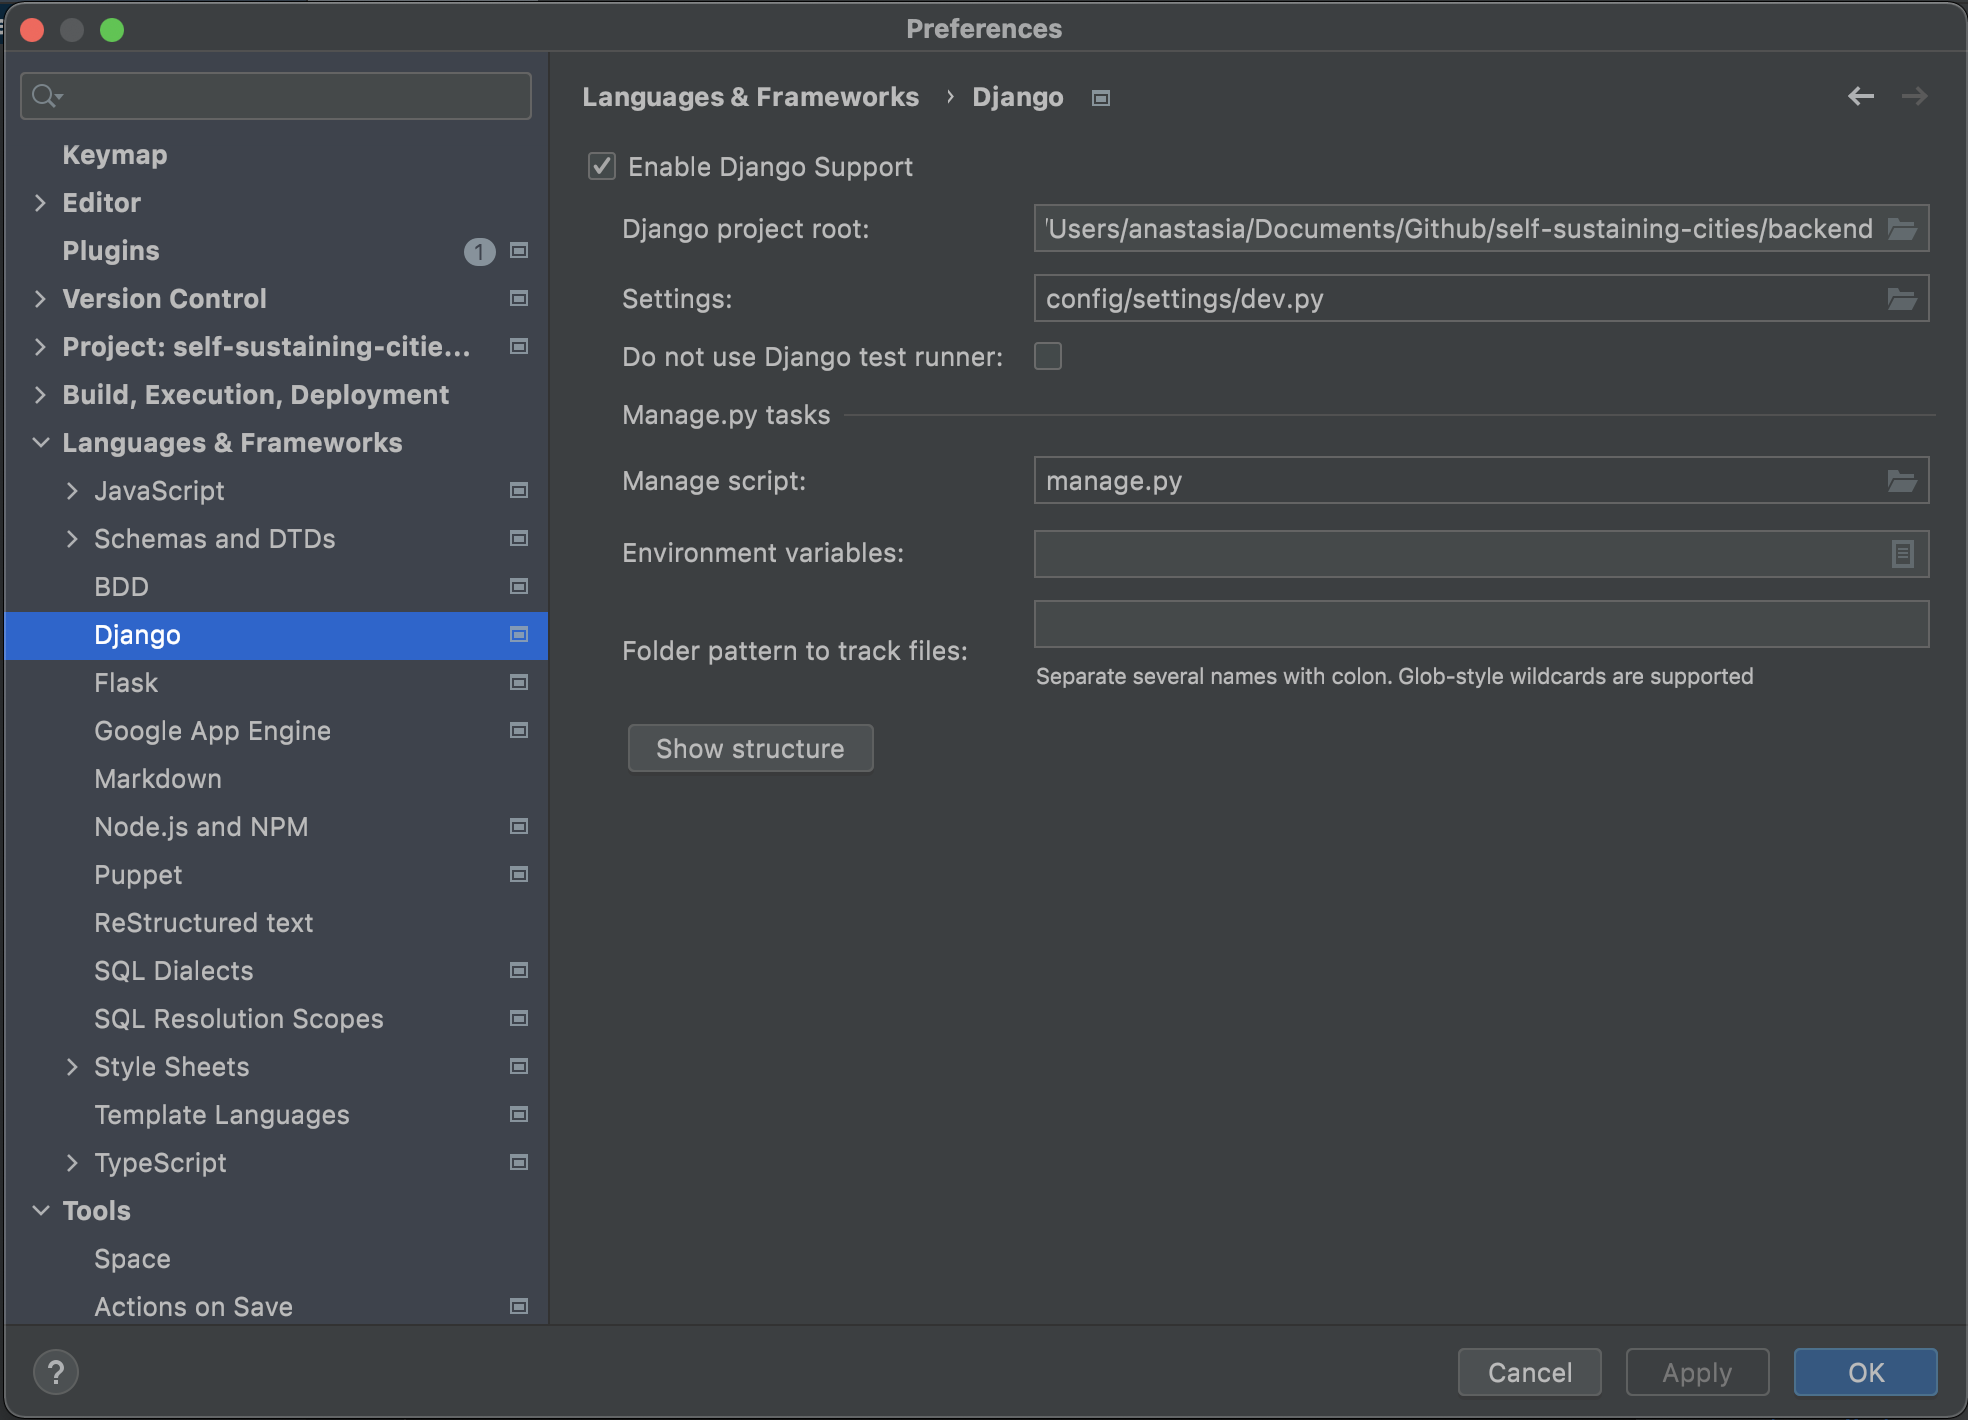 Preferences
Keymap
Editor
Plugins 1
Version Control
Project: self-sustaining-citie...
Build, Execution, Deployment
Languages & Frameworks
JavaScript
Schemas and DTDs
BDD
Django
Flask
Google App Engine
Markdown
Node.js and NPM
Puppet
ReStructured text
SQL Dialects
SQL Resolution Scopes
Style Sheets
Template Languages
TypeScript
Tools
Space
Actions on Save
Languages & Frameworks › Django
Enable Django Support
Django project root: /Users/anastasia/Documents/Github/self-sustaining-cities/backend
Settings: config/settings/dev.py
Do not use Django test runner:
Manage.py tasks
Manage script: manage.py
Environment variables:
Folder pattern to track files:
Separate several names with colon. Glob-style wildcards are supported
Show structure
?
Cancel
Apply
OK